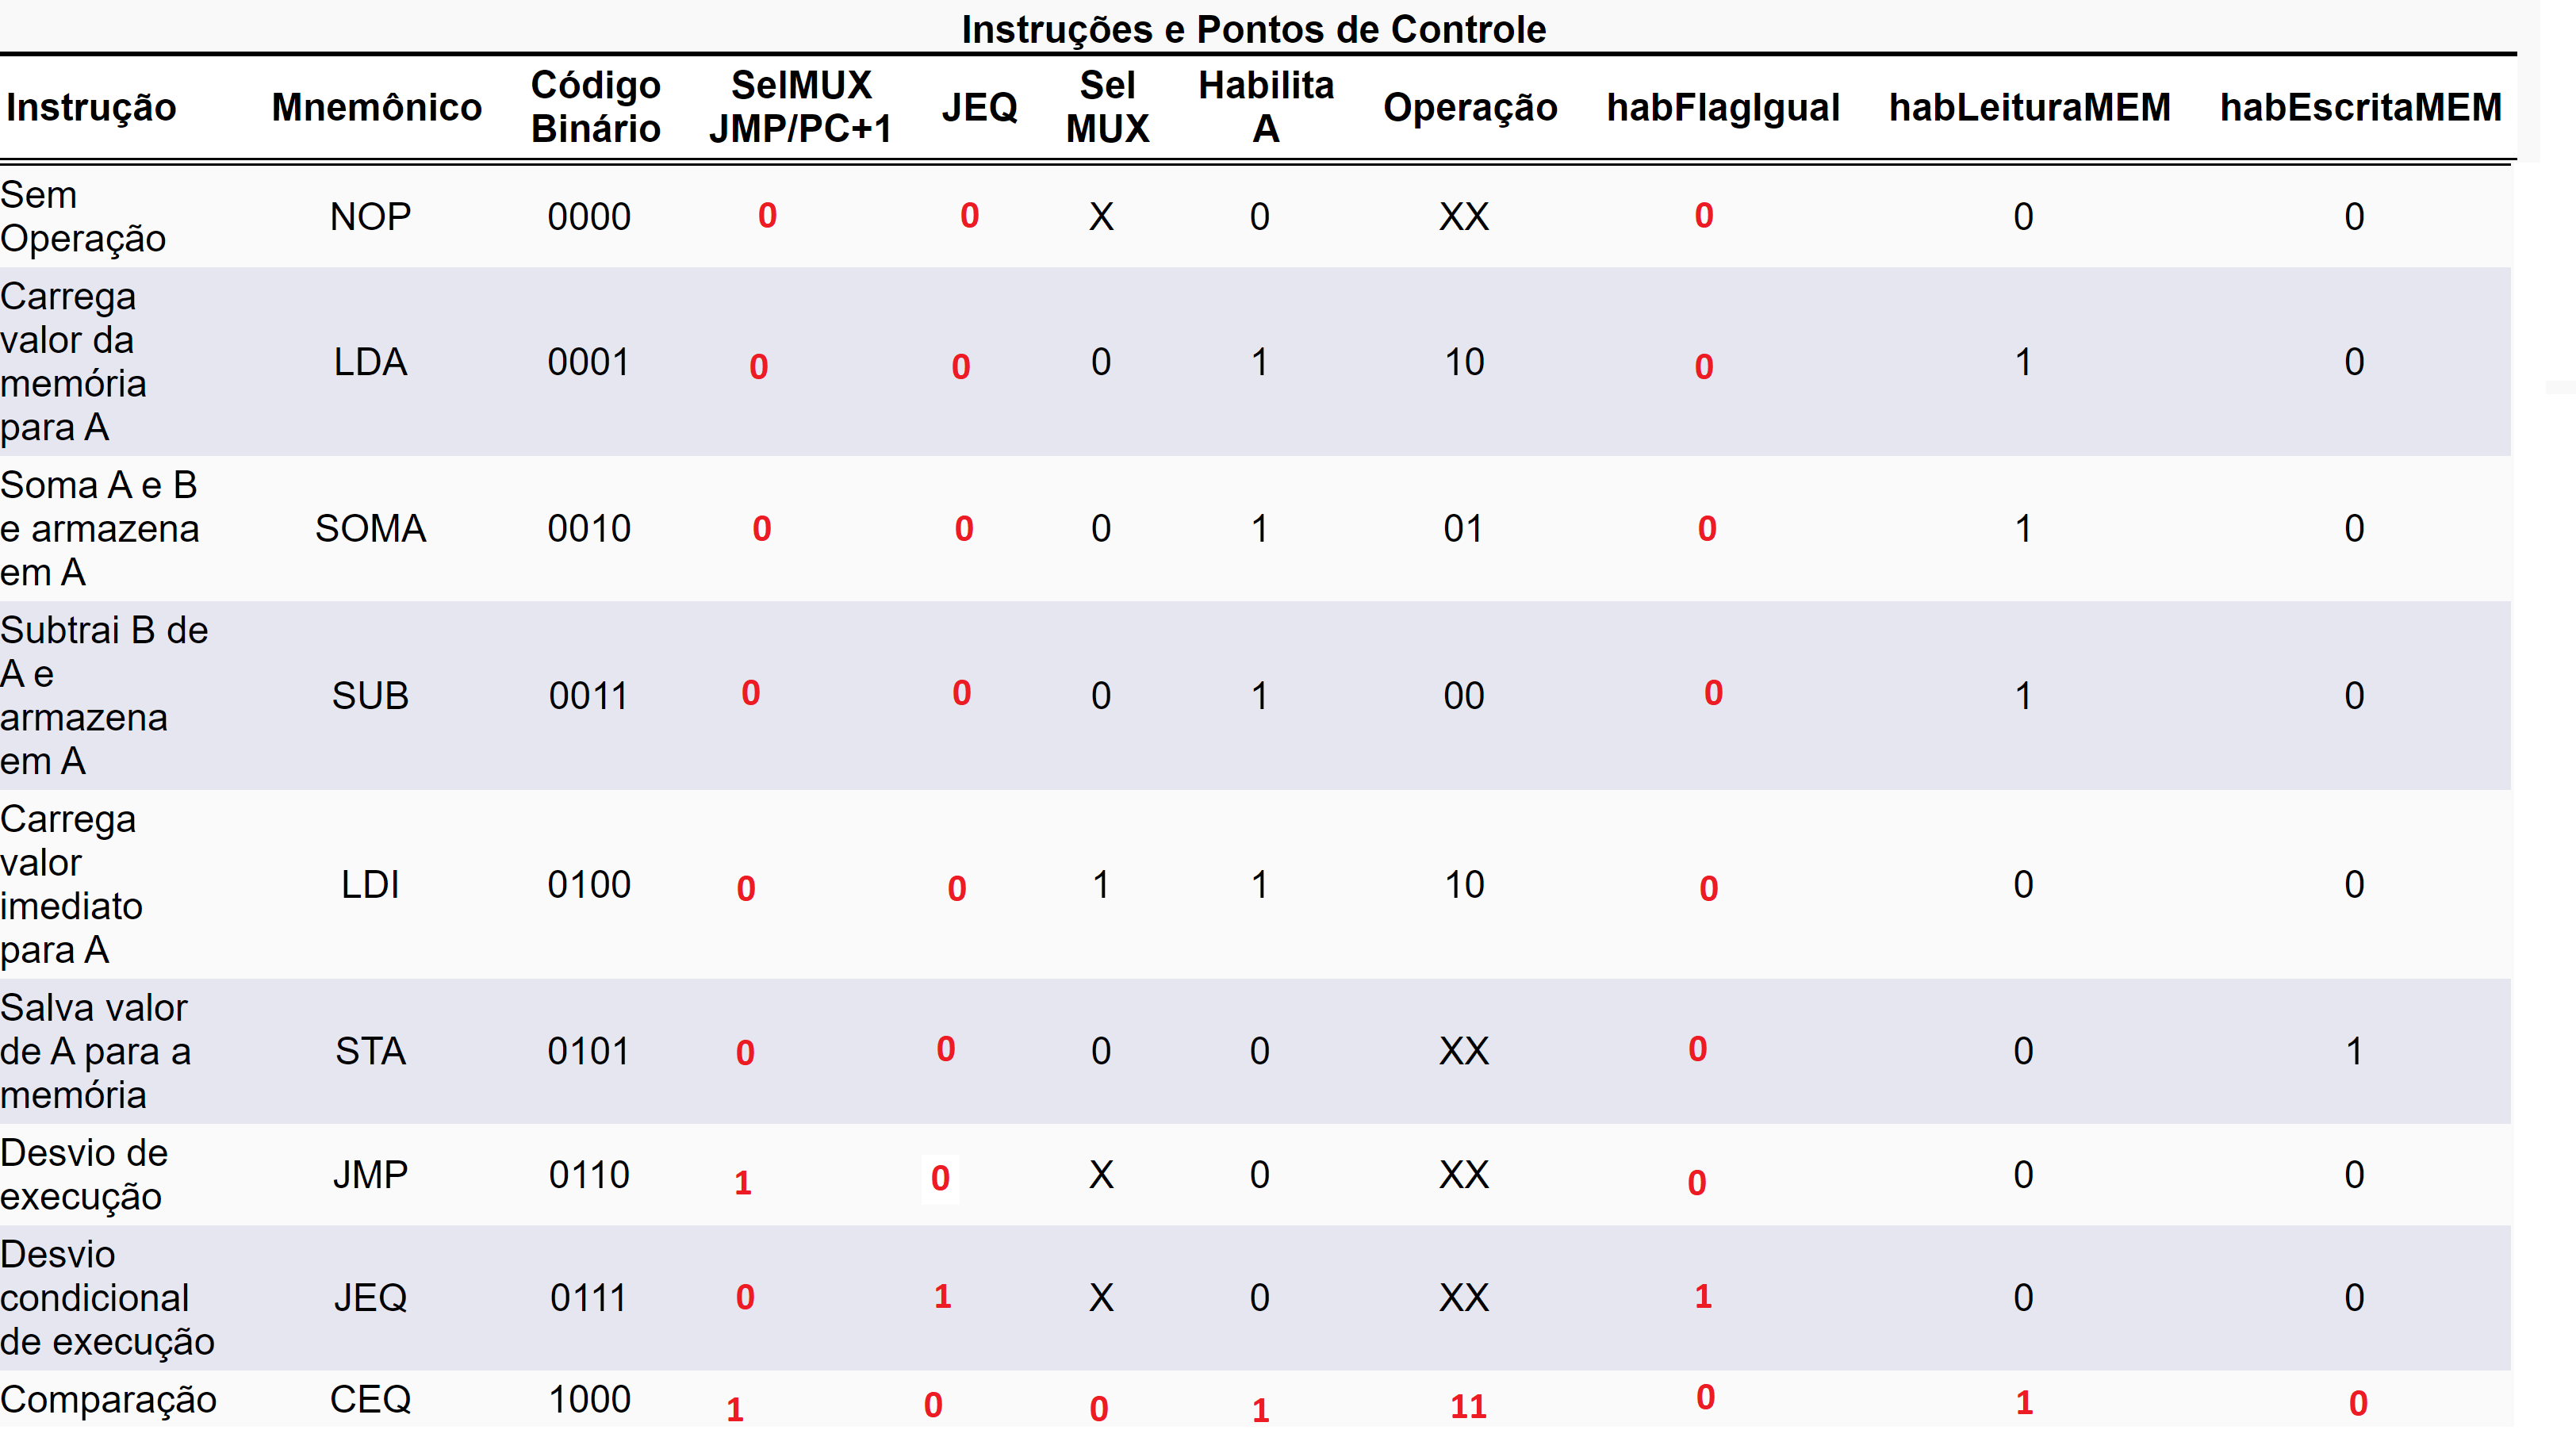 Instruções e Pontos de Controle
Instrução Mnemônico Código Binário SelMUX JMP/PC+1 JEQ Sel MUX Habilita A Operação habFlagIgual habLeituraMEM habEscritaMEM
Sem Operação NOP 0000 0 0 X 0 XX 0 0 0
Carrega valor da memória para A LDA 0001 0 0 0 1 10 0 1 0
Soma A e B e armazena em A SOMA 0010 0 0 0 1 01 0 1 0
Subtrai B de A e armazena em A SUB 0011 0 0 0 1 00 0 1 0
Carrega valor imediato para A LDI 0100 0 0 1 1 10 0 0 0
Salva valor de A para a memória STA 0101 0 0 0 0 XX 0 0 1
Desvio de execução JMP 0110 1 0 X 0 XX 0 0 0
Desvio condicional de execução JEQ 0111 0 1 X 0 XX 1 0 0
Comparação CEQ 1000 1 0 0 1 11 0 1 0